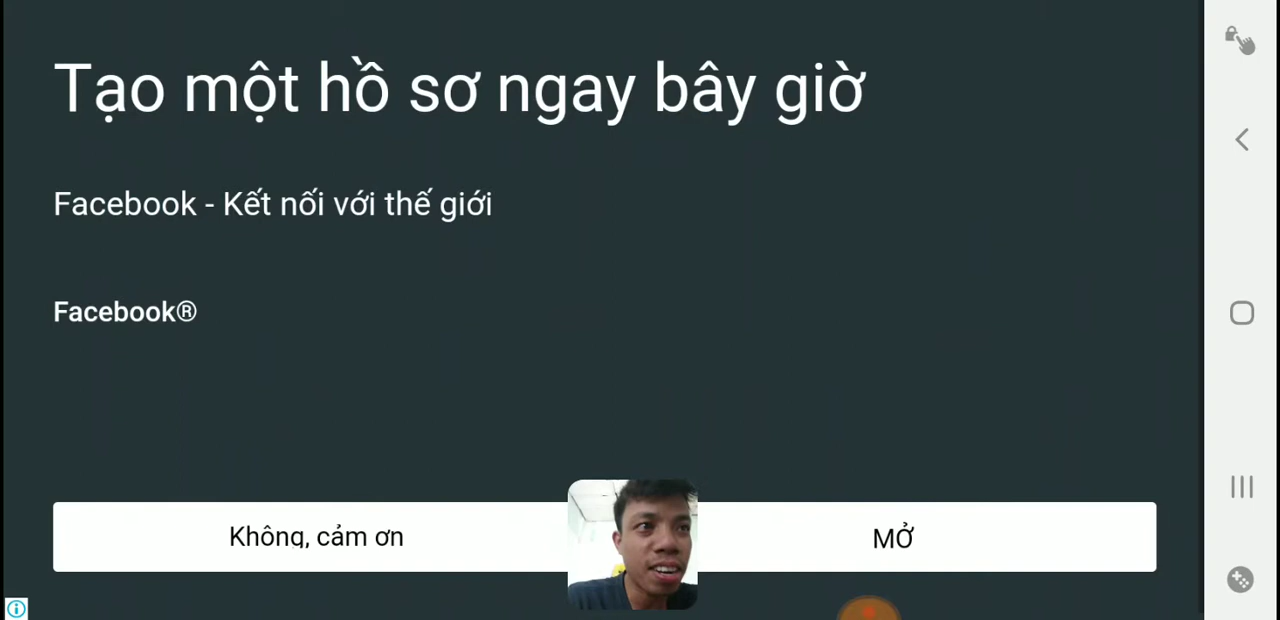 Tạo một hồ sơ ngay bây giờ
Facebook - Kết nối với thế giới
Facebook®
Không, cảm ơn
MỞ